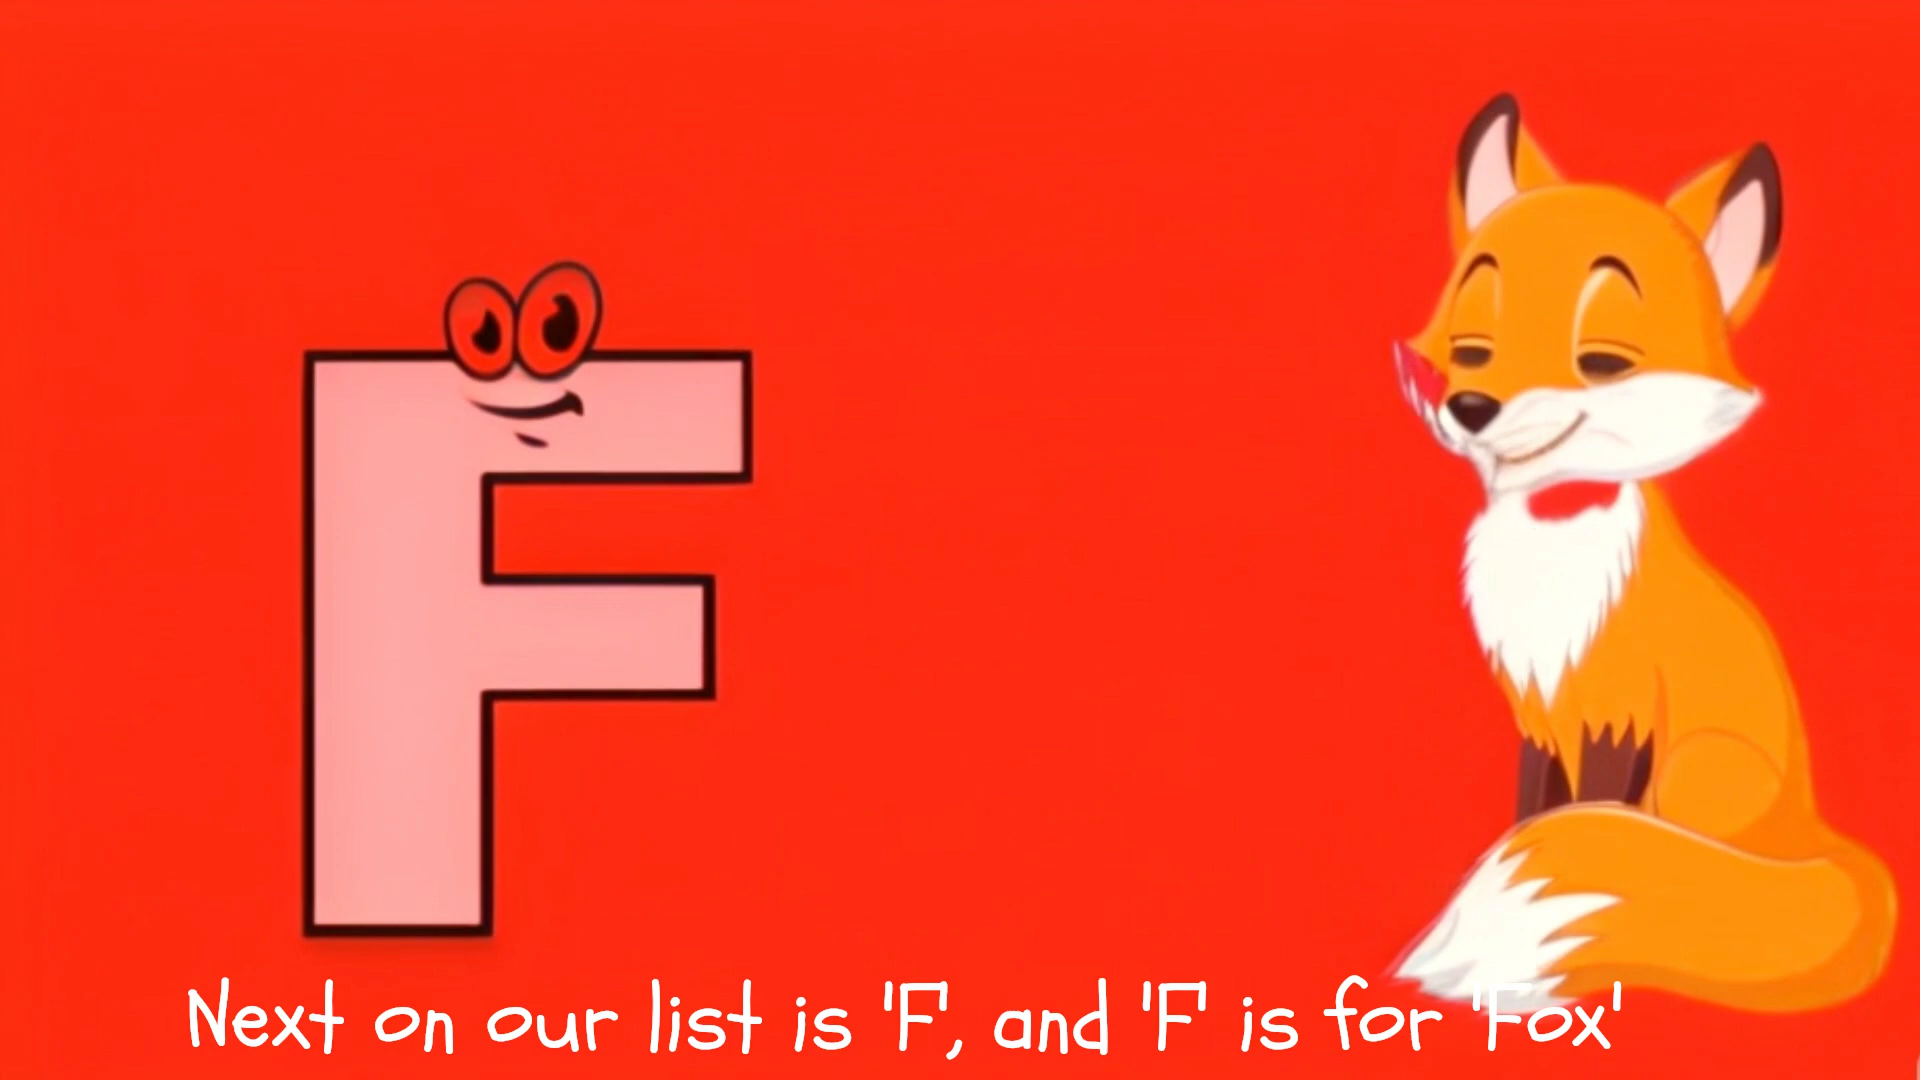 F
Next on our list is 'F', and 'F' is for 'Fox'